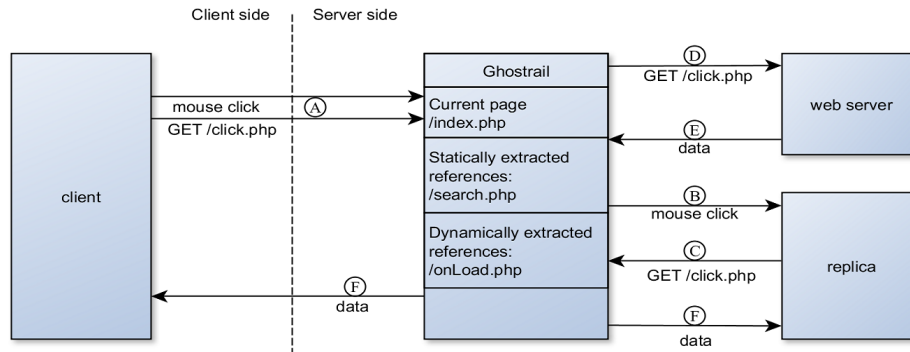 Client side
Server side
client
mouse click
A
GET /click.php
Ghostrail
Current page
/index.php
Statically extracted
references:
/search.php
Dynamically extracted
references:
/onLoad.php
D
GET /click.php
E
data
web server
B
mouse click
C
GET /click.php
replica
F
data
F
data